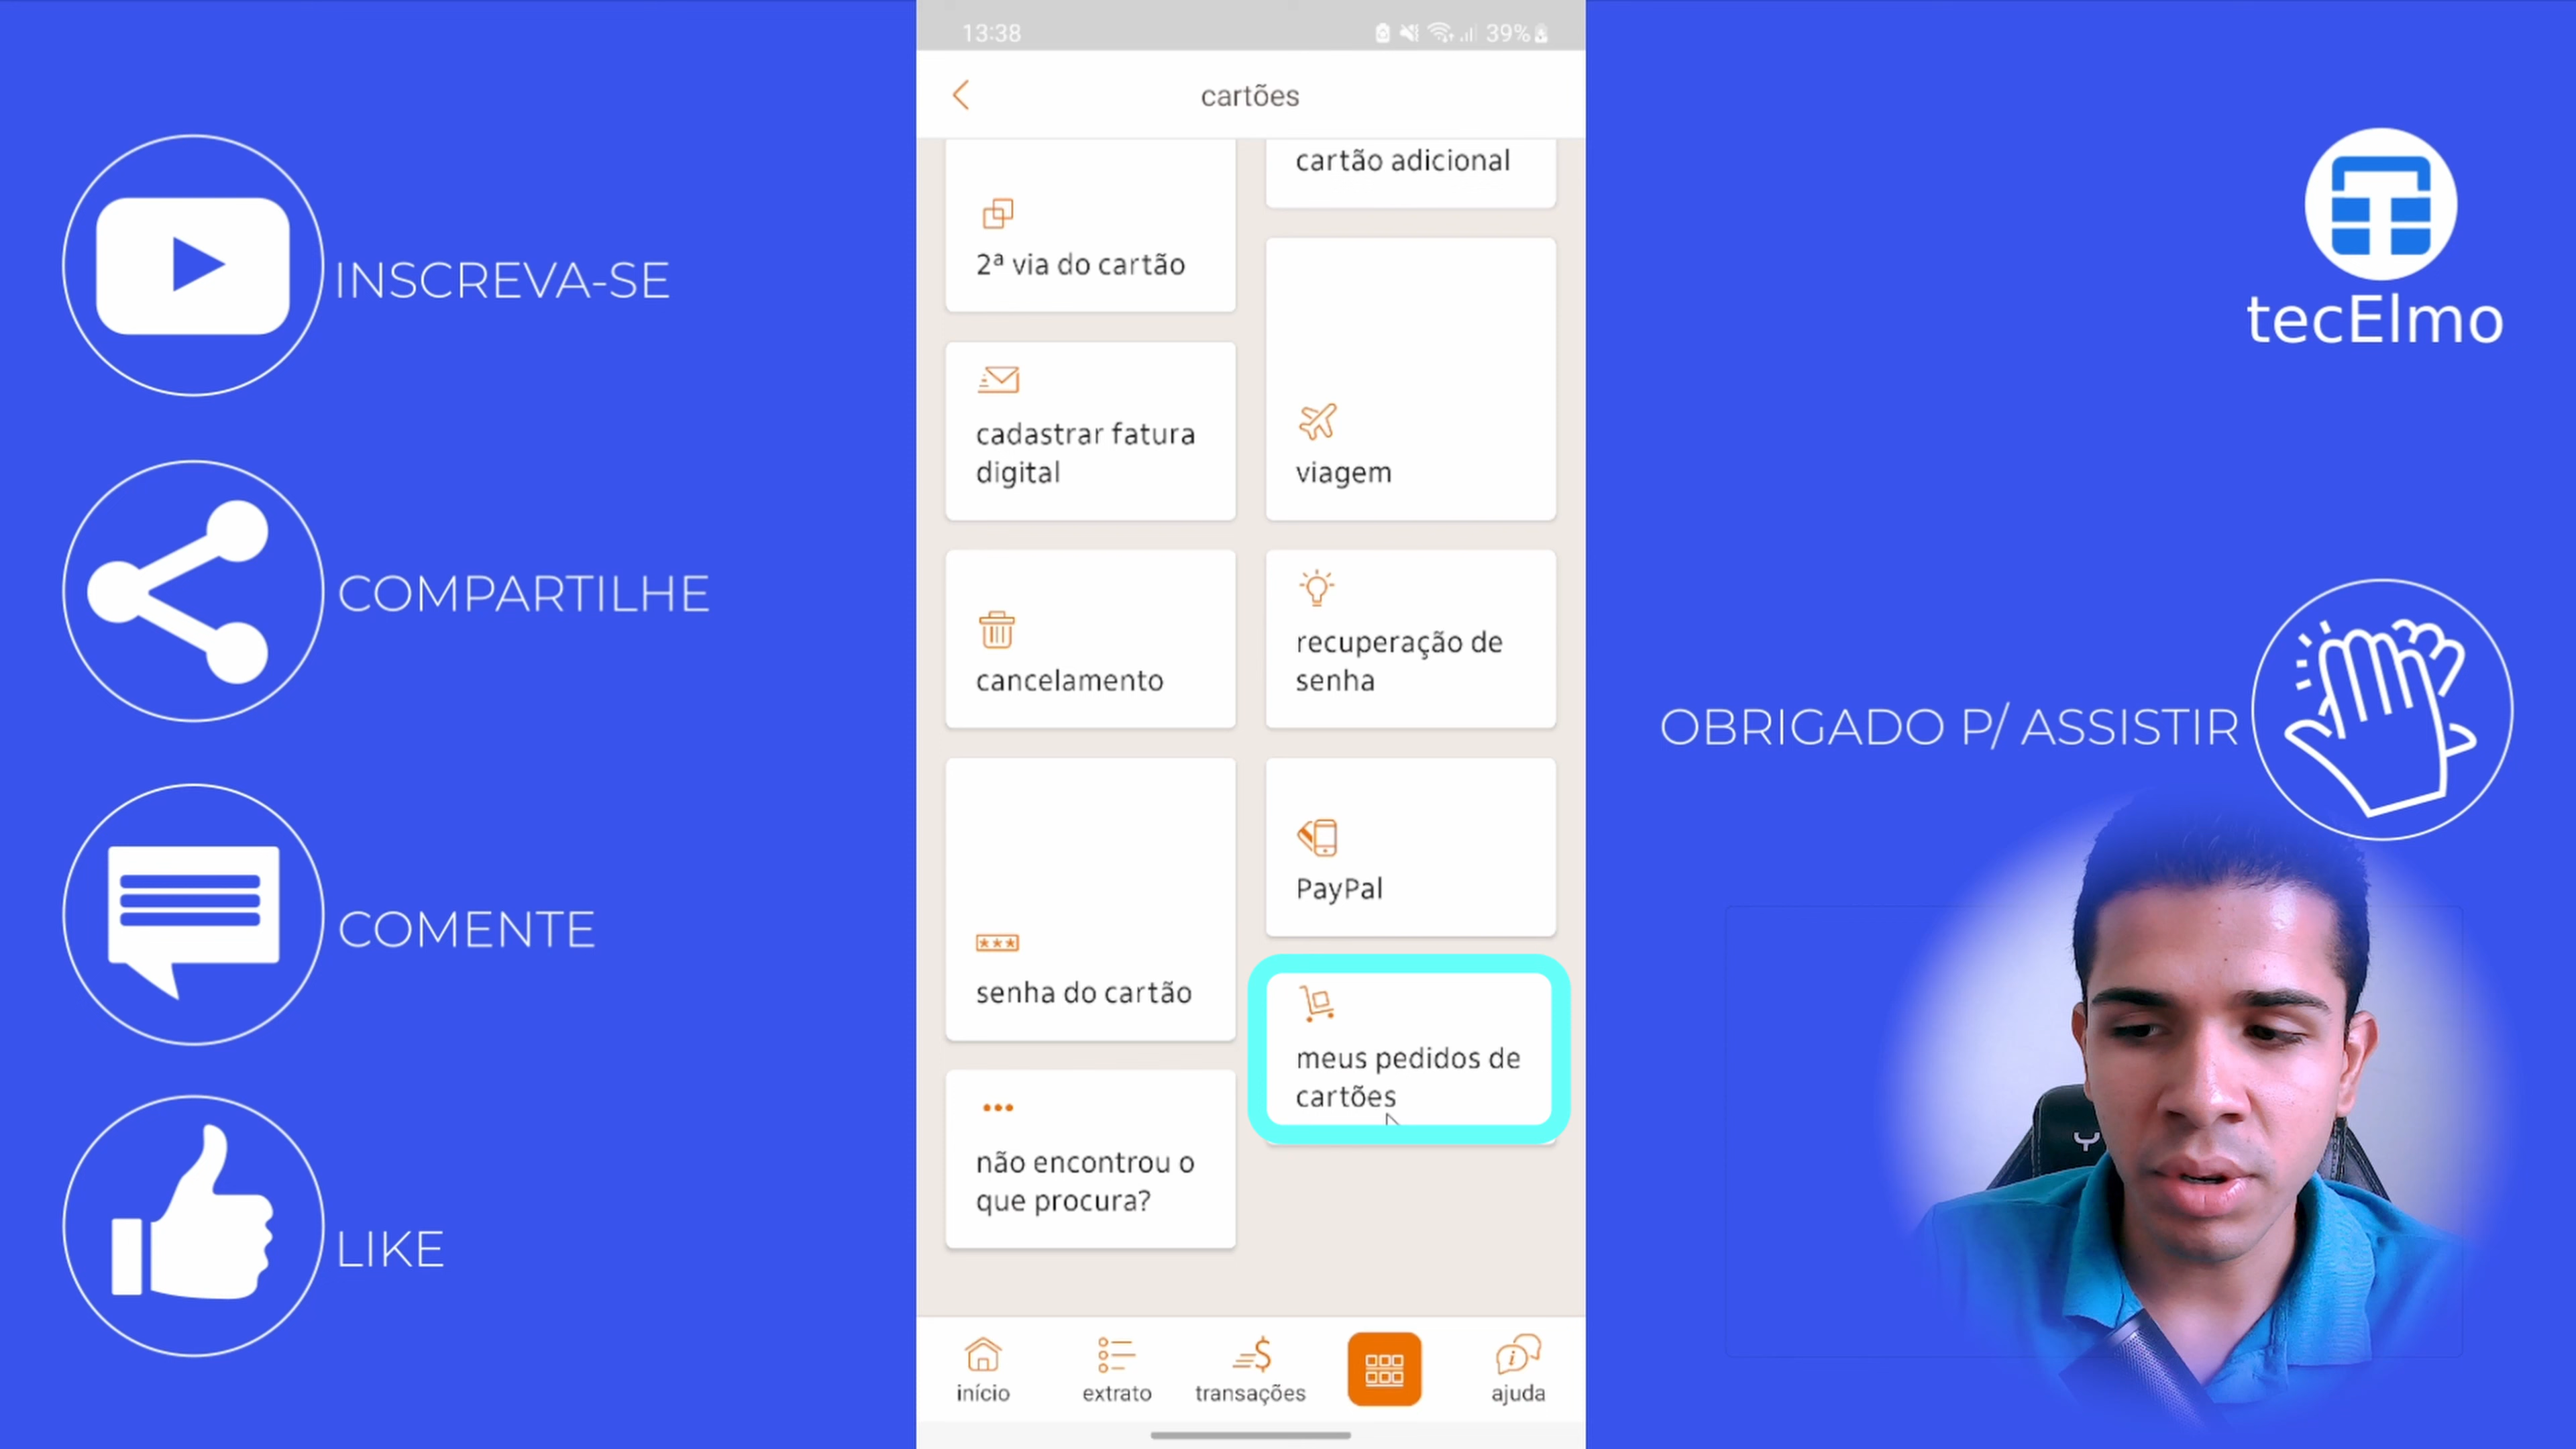 INSCREVA-SE
COMPARTILHE
COMENTE
LIKE
13:38
39%
cartões
cartão adicional
2ª via do cartão
cadastrar fatura
digital
viagem
cancelamento
recuperação de
senha
PayPal
senha do cartão
meus pedidos de
cartões
não encontrou o
que procura?
início
extrato
transações
ajuda
tecElmo
OBRIGADO P/ ASSISTIR